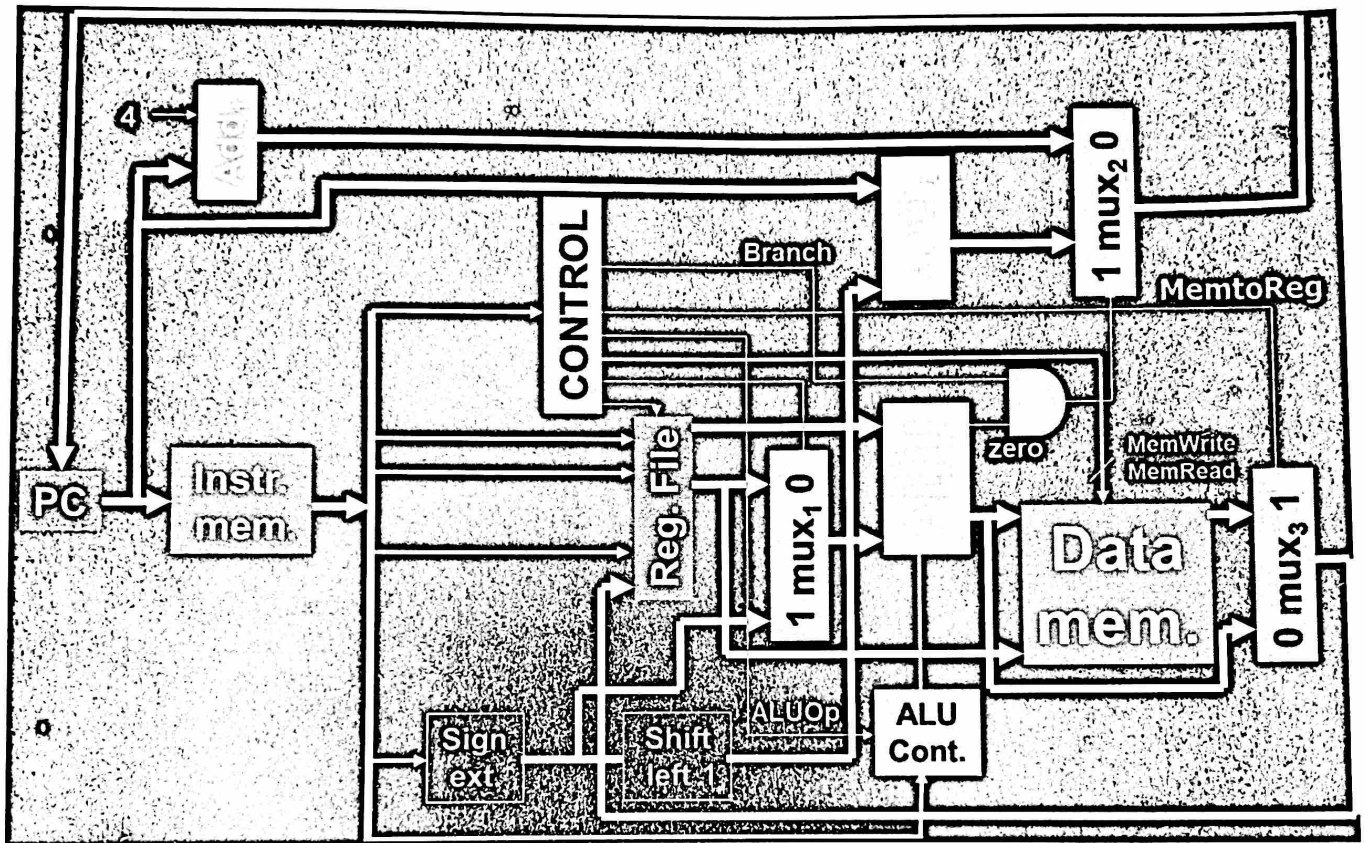 4
Add
CONTROL
Branch
1 mux₂ 0
MemtoReg
PC
Instr.
mem.
Reg. File
1 mux₁ 0
zero
MemWrite
MemRead
Data
mem.
0 mux₃ 1
Sign
ext
Shift
left 1
ALUOp
ALU
Cont.